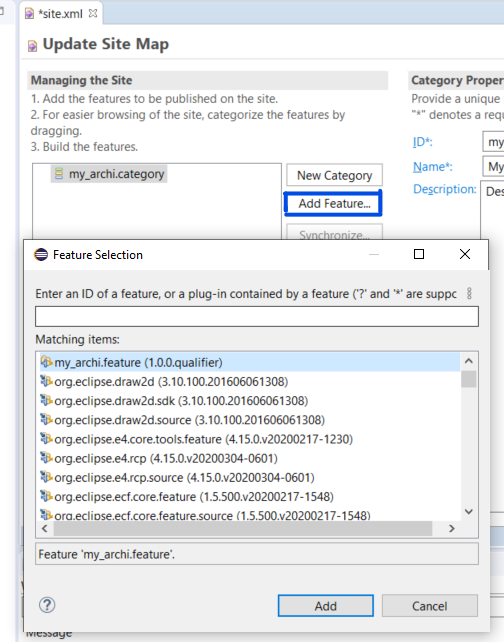 *site.xml
Update Site Map
Managing the Site
Category Proper
1. Add the features to be published on the site.
2. For easier browsing of the site, categorize the features by
dragging.
3. Build the features.
Provide a unique
"*" denotes a requ
my_archi.category
New Category
Add Feature...
Synchronize...
ID*:
my
Name*:
My
Description:
Des
Feature Selection
Enter an ID of a feature, or a plug-in contained by a feature ('?' and '*' are suppo
Matching items:
my_archi.feature (1.0.0.qualifier)
org.eclipse.draw2d (3.10.100.201606061308)
org.eclipse.draw2d.sdk (3.10.100.201606061308)
org.eclipse.draw2d.source (3.10.100.201606061308)
org.eclipse.e4.core.tools.feature (4.15.0.v20200217-1230)
org.eclipse.e4.rcp (4.15.0.v20200304-0601)
org.eclipse.e4.rcp.source (4.15.0.v20200304-0601)
org.eclipse.ecf.core.feature (1.5.500.v20200217-1548)
org.eclipse.ecf.core.feature.source (1.5.500.v20200217-1548)
Feature 'my_archi.feature'.
Add
Cancel
Message